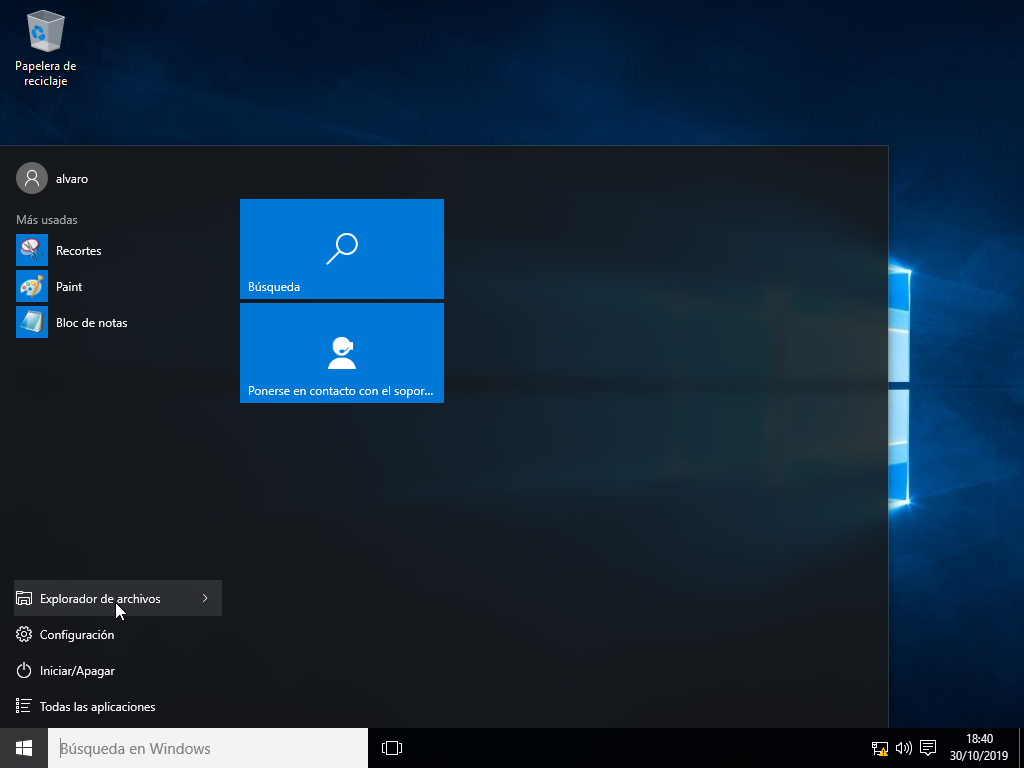 Papelera de
reciclaje
alvaro
Más usadas
Recortes
Paint
Bloc de notas
Búsqueda
Ponerse en contacto con el sopor...
Explorador de archivos
Configuración
Iniciar/Apagar
Todas las aplicaciones
Búsqueda en Windows
18:40
30/10/2019